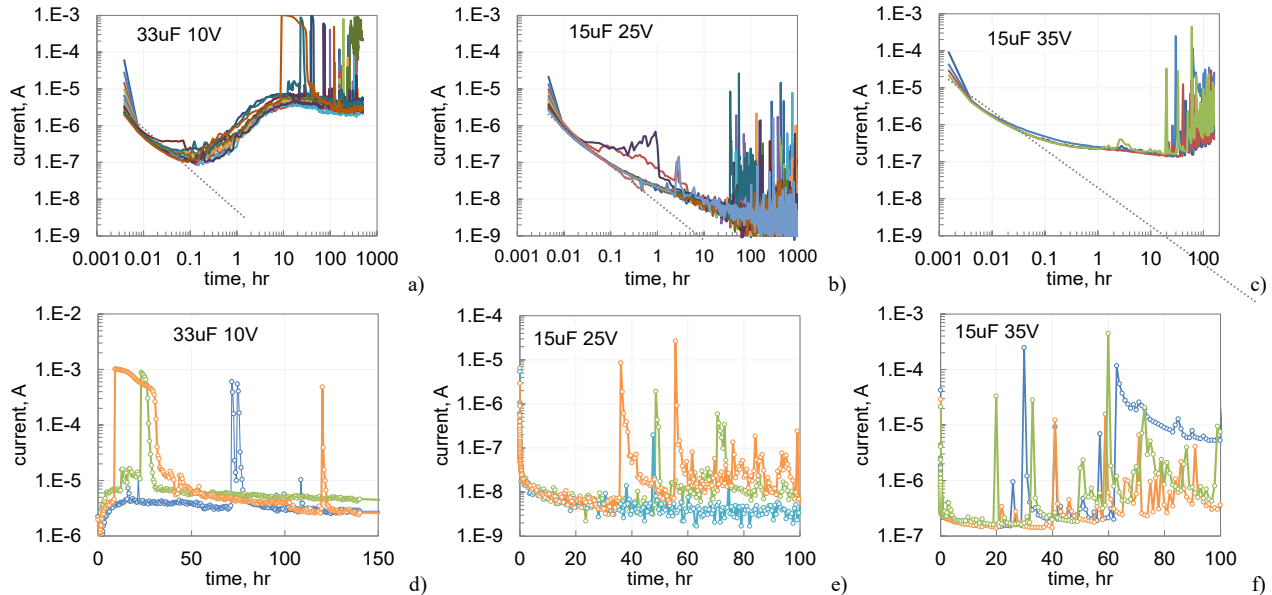 33uF 10V
1.E-3
1.E-4
1.E-5
1.E-6
1.E-7
1.E-8
1.E-9
current, A
0.001 0.01 0.1 1 10 100 1000
time, hr
a)
15uF 25V
1.E-3
1.E-4
1.E-5
1.E-6
1.E-7
1.E-8
1.E-9
current, A
0.001 0.01 0.1 1 10 100 1000
time, hr
b)
15uF 35V
1.E-3
1.E-4
1.E-5
1.E-6
1.E-7
1.E-8
1.E-9
current, A
0.001 0.01 0.1 1 10 100
time, hr
c)
33uF 10V
1.E-2
1.E-3
1.E-4
1.E-5
1.E-6
current, A
0 50 100 150
time, hr
d)
15uF 25V
1.E-4
1.E-5
1.E-6
1.E-7
1.E-8
1.E-9
current, A
0 20 40 60 80 100
time, hr
e)
15uF 35V
1.E-3
1.E-4
1.E-5
1.E-6
1.E-7
current, A
0 20 40 60 80 100
time, hr
f)